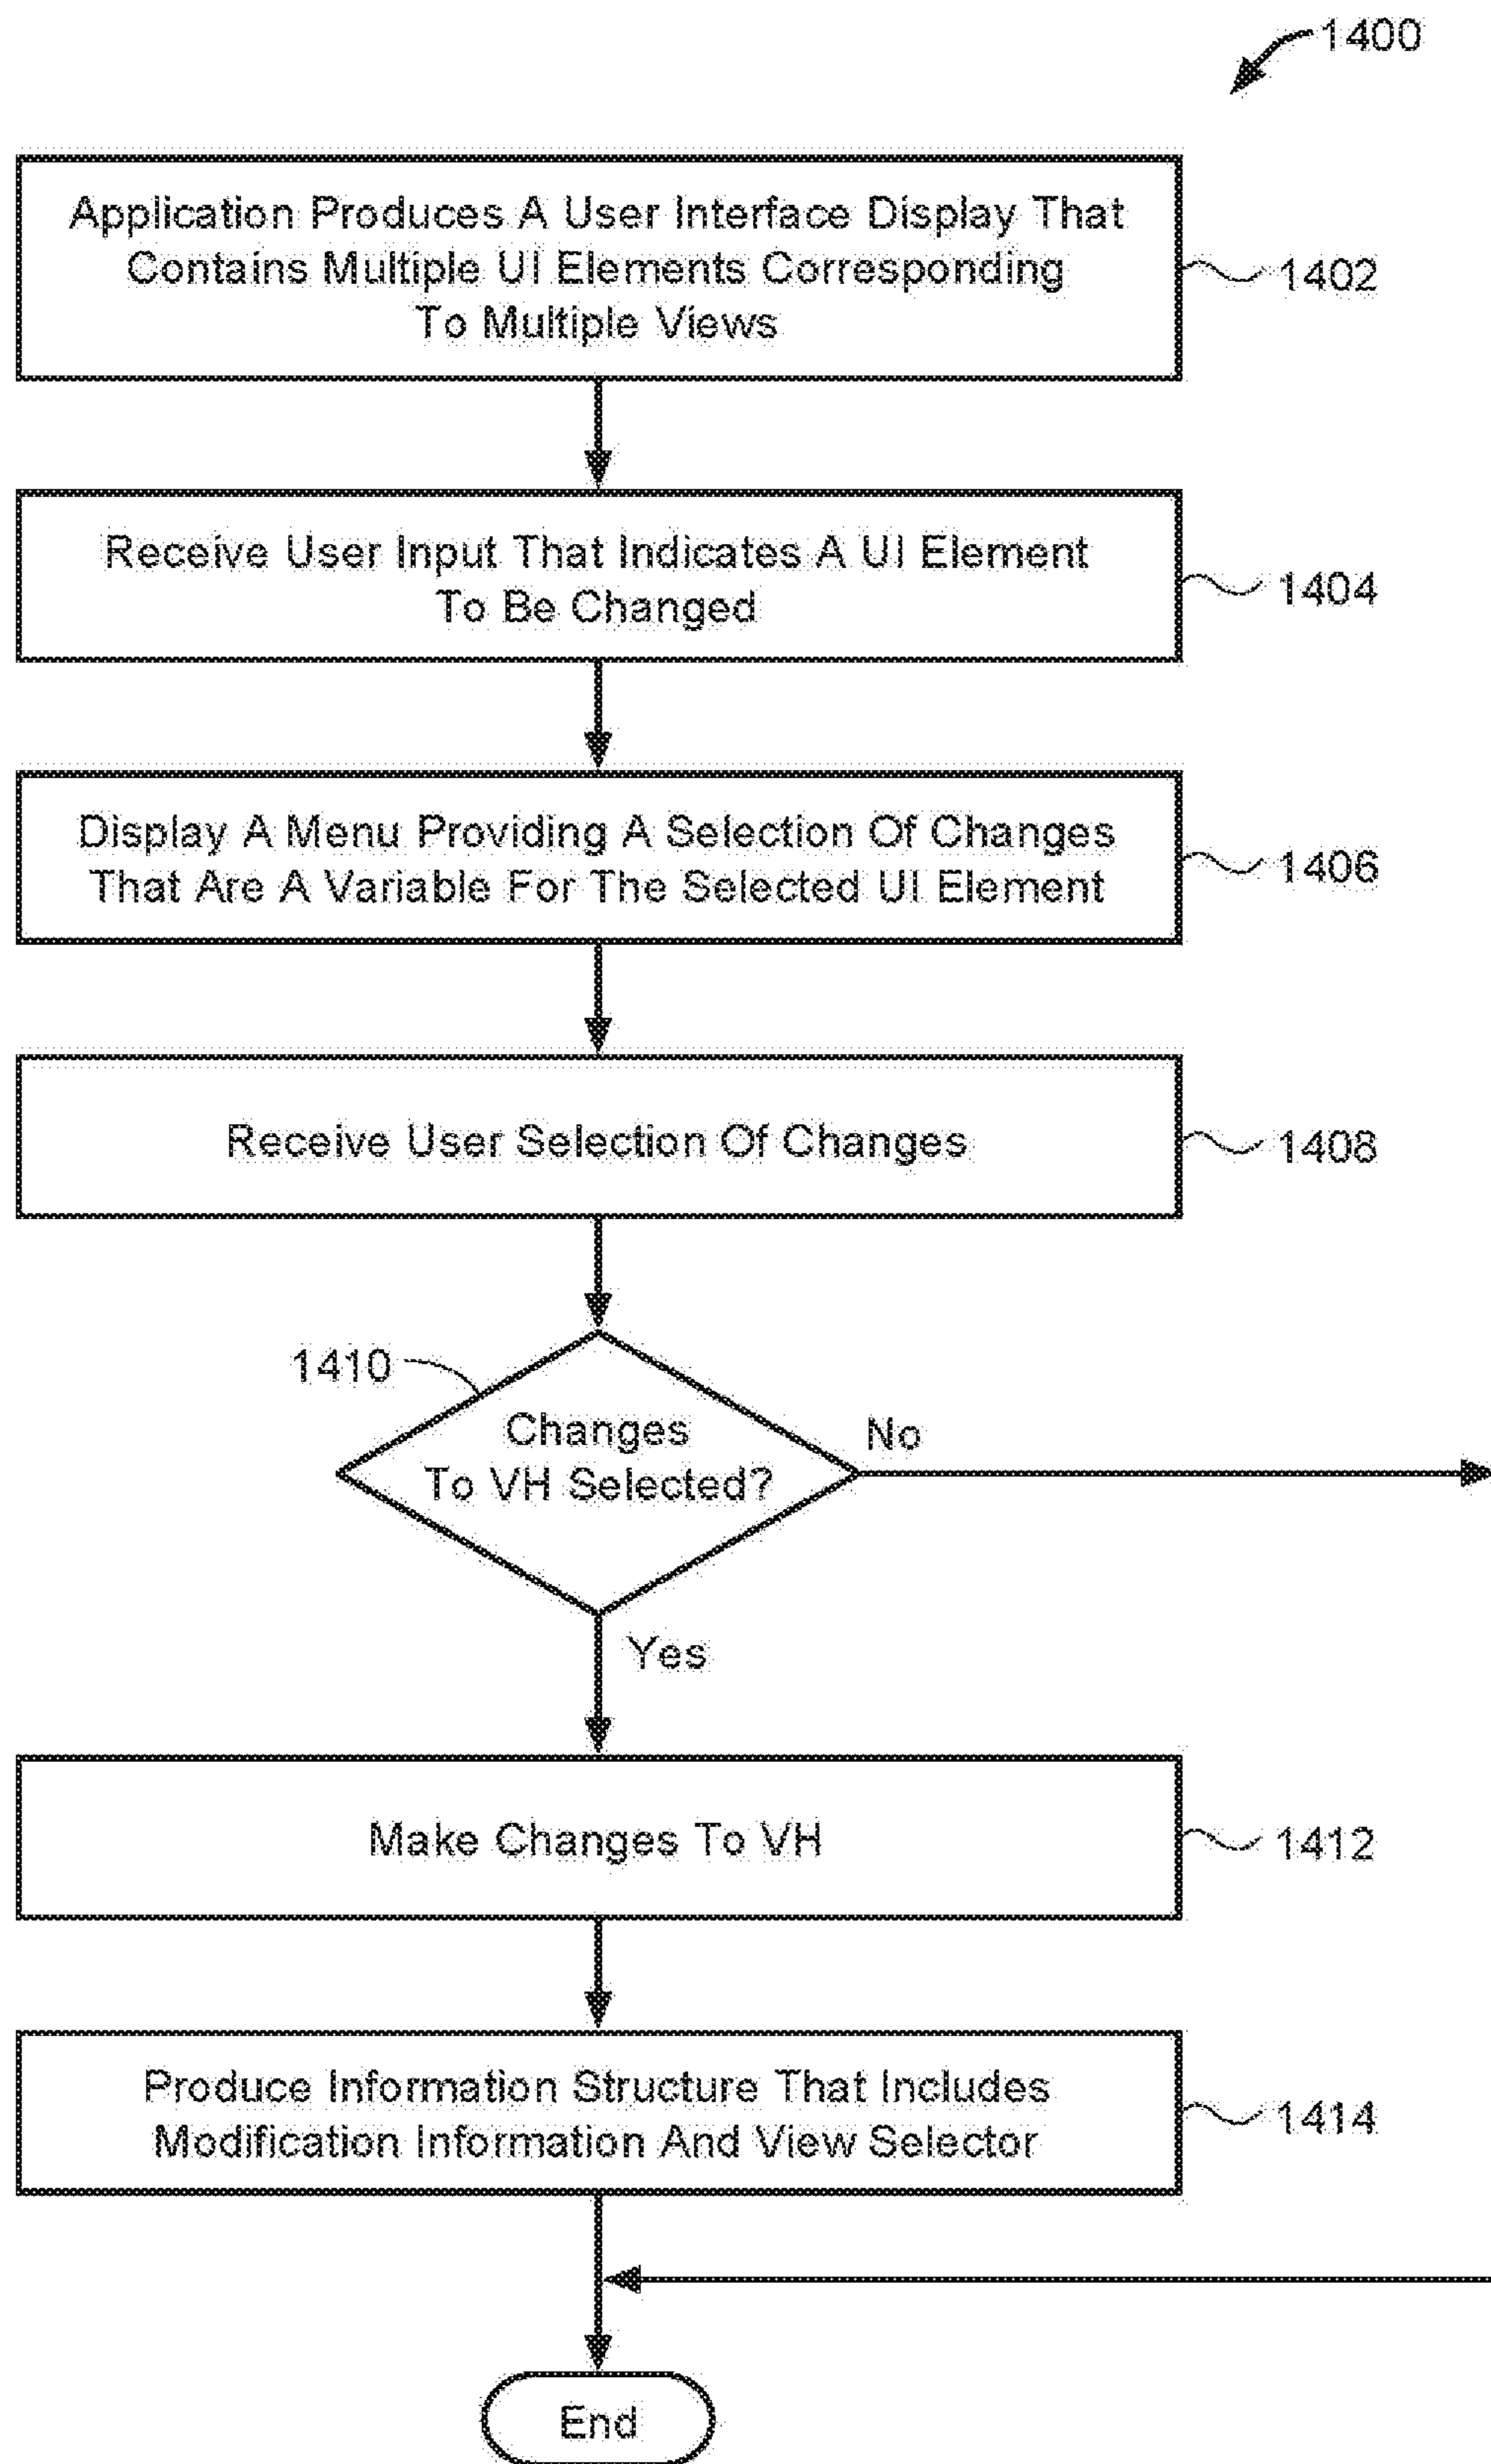 1400
Application Produces A User Interface Display That
Contains Multiple UI Elements Corresponding
To Multiple Views
1402
Receive User Input That Indicates A UI Element
To Be Changed
1404
Display A Menu Providing A Selection Of Changes
That Are A Variable For The Selected UI Element
1406
Receive User Selection Of Changes
1408
1410
Changes
To VH Selected?
No
Yes
Make Changes To VH
1412
Produce Information Structure That Includes
Modification Information And View Selector
1414
End